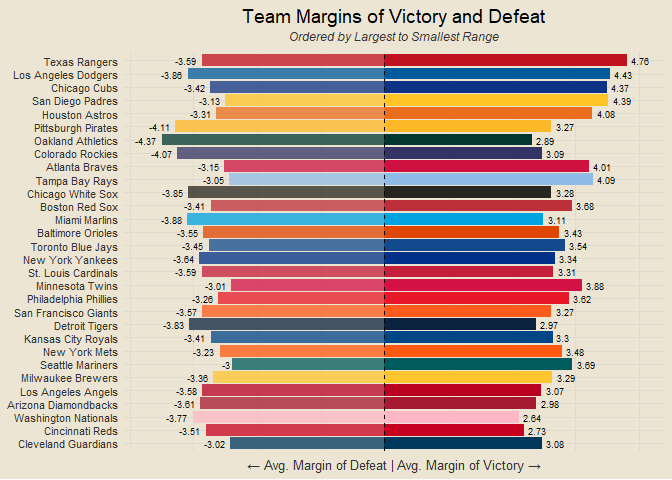 Team Margins of Victory and Defeat
Ordered by Largest to Smallest Range
Texas Rangers -3.59 4.76
Los Angeles Dodgers -3.86 4.43
Chicago Cubs -3.42 4.37
San Diego Padres -3.13 4.39
Houston Astros -3.31 4.08
Pittsburgh Pirates -4.11 3.27
Oakland Athletics -4.37 2.89
Colorado Rockies -4.07 3.09
Atlanta Braves -3.15 4.01
Tampa Bay Rays -3.05 4.09
Chicago White Sox -3.85 3.28
Boston Red Sox -3.41 3.68
Miami Marlins -3.88 3.11
Baltimore Orioles -3.55 3.43
Toronto Blue Jays -3.45 3.54
New York Yankees -3.64 3.34
St. Louis Cardinals -3.59 3.31
Minnesota Twins -3.01 3.88
Philadelphia Phillies -3.26 3.62
San Francisco Giants -3.57 3.27
Detroit Tigers -3.83 2.97
Kansas City Royals -3.41 3.3
New York Mets -3.23 3.48
Seattle Mariners -3 3.69
Milwaukee Brewers -3.36 3.29
Los Angeles Angels -3.58 3.07
Arizona Diamondbacks -3.61 2.98
Washington Nationals -3.77 2.64
Cincinnati Reds -3.51 2.73
Cleveland Guardians -3.02 3.08
← Avg. Margin of Defeat | Avg. Margin of Victory →